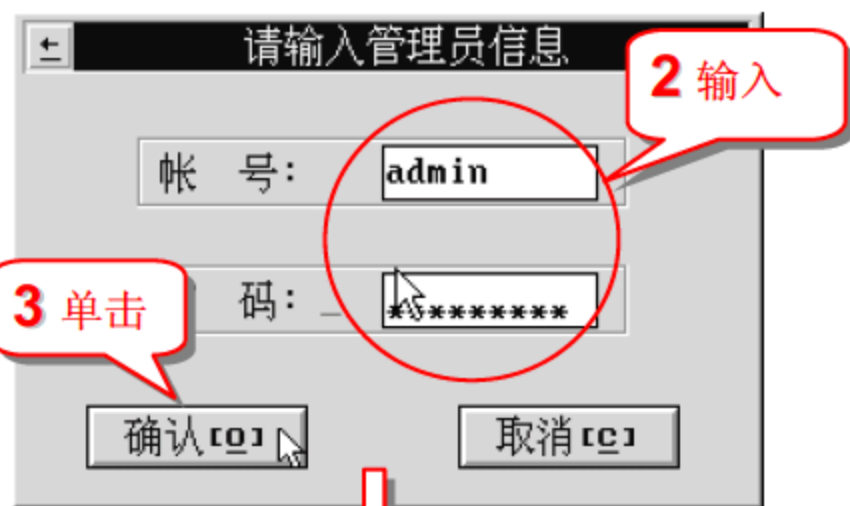 请输入管理员信息
2 输入
帐 号:
admin
3 单击
码:
*********
确认[O]
取消[C]